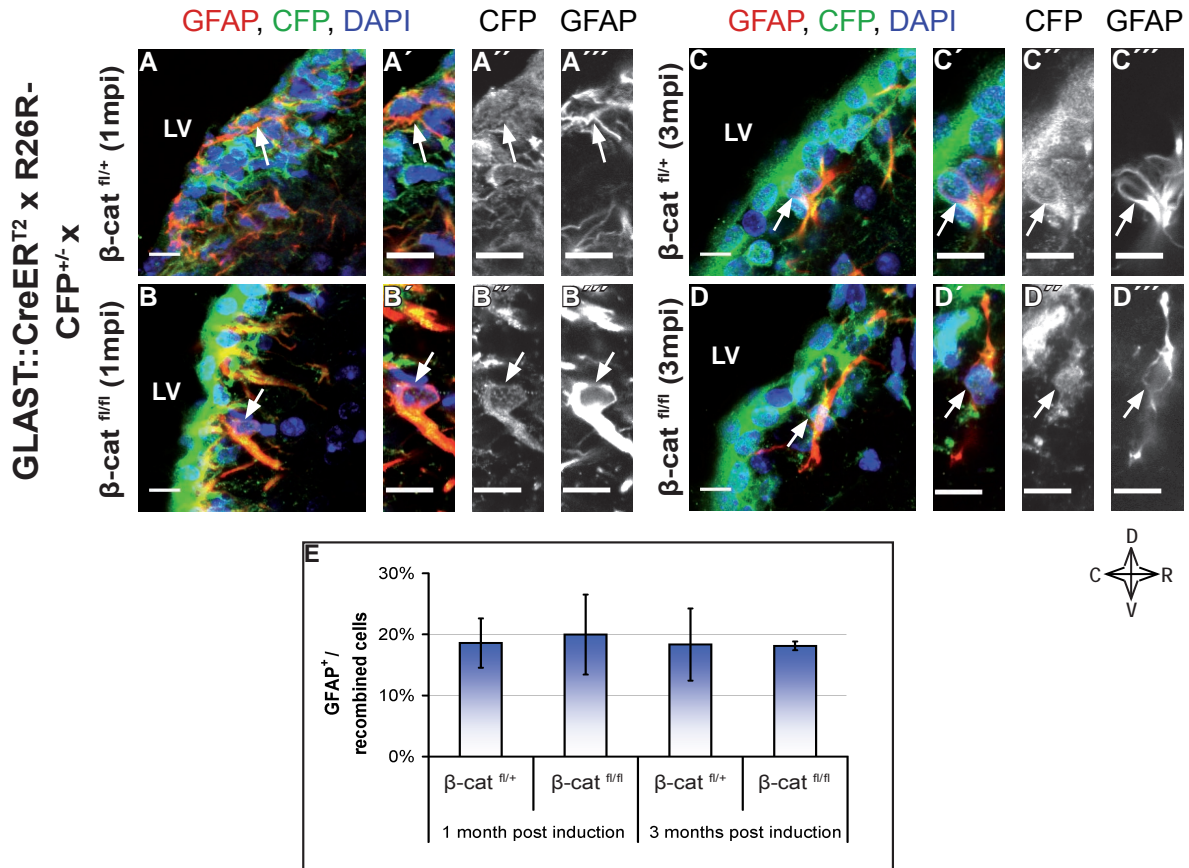 GFAP, CFP, DAPI CFP GFAP GFAP, CFP, DAPI CFP GFAP
GLAST::CreER^T2 x R26R-
CFP^+/- x
β-cat ^fl/+ (1mpi)
A
LV
A´
A´´
A´´´
β-cat ^fl/+ (3mpi)
C
LV
C´
C´´
C´´´
β-cat ^fl/fl (1mpi)
B
LV
B´
B´´
B´´´
β-cat ^fl/fl (3mpi)
D
LV
D´
D´´
D´´´
D
C R
V
E
GFAP^+ /
recombined cells
30%
20%
10%
0%
β-cat ^fl/+ β-cat ^fl/fl β-cat ^fl/+ β-cat ^fl/fl
1 month post induction 3 months post induction